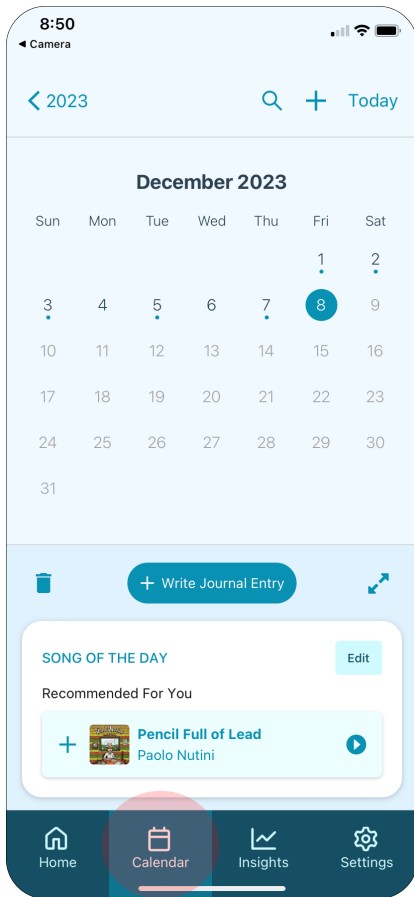 8:50
◀ Camera
2023 Today
December 2023
Sun Mon Tue Wed Thu Fri Sat
1 2
3 4 5 6 7 8 9
10 11 12 13 14 15 16
17 18 19 20 21 22 23
24 25 26 27 28 29 30
31
+ Write Journal Entry
SONG OF THE DAY Edit
Recommended For You
Pencil Full of Lead
Paolo Nutini
Home Calendar Insights Settings